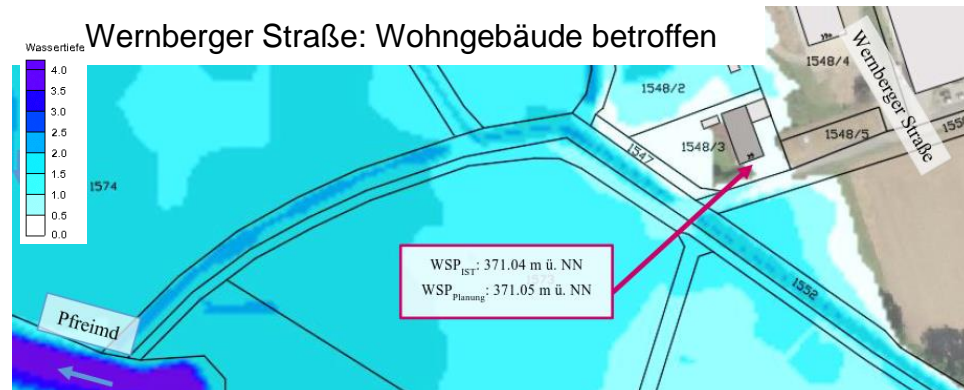 Wernberger Straße: Wohngebäude betroffen
Wassertiefe
4.0
3.5
3.0
2.5
2.0
1.5
1.0
0.5
0.0
1574
1548/2
1548/4
Wernberger Straße
1547
1548/3
1548/5
WSP_IST: 371.04 m ü. NN
WSP_Planung: 371.05 m ü. NN
1573
1552
Pfreimd